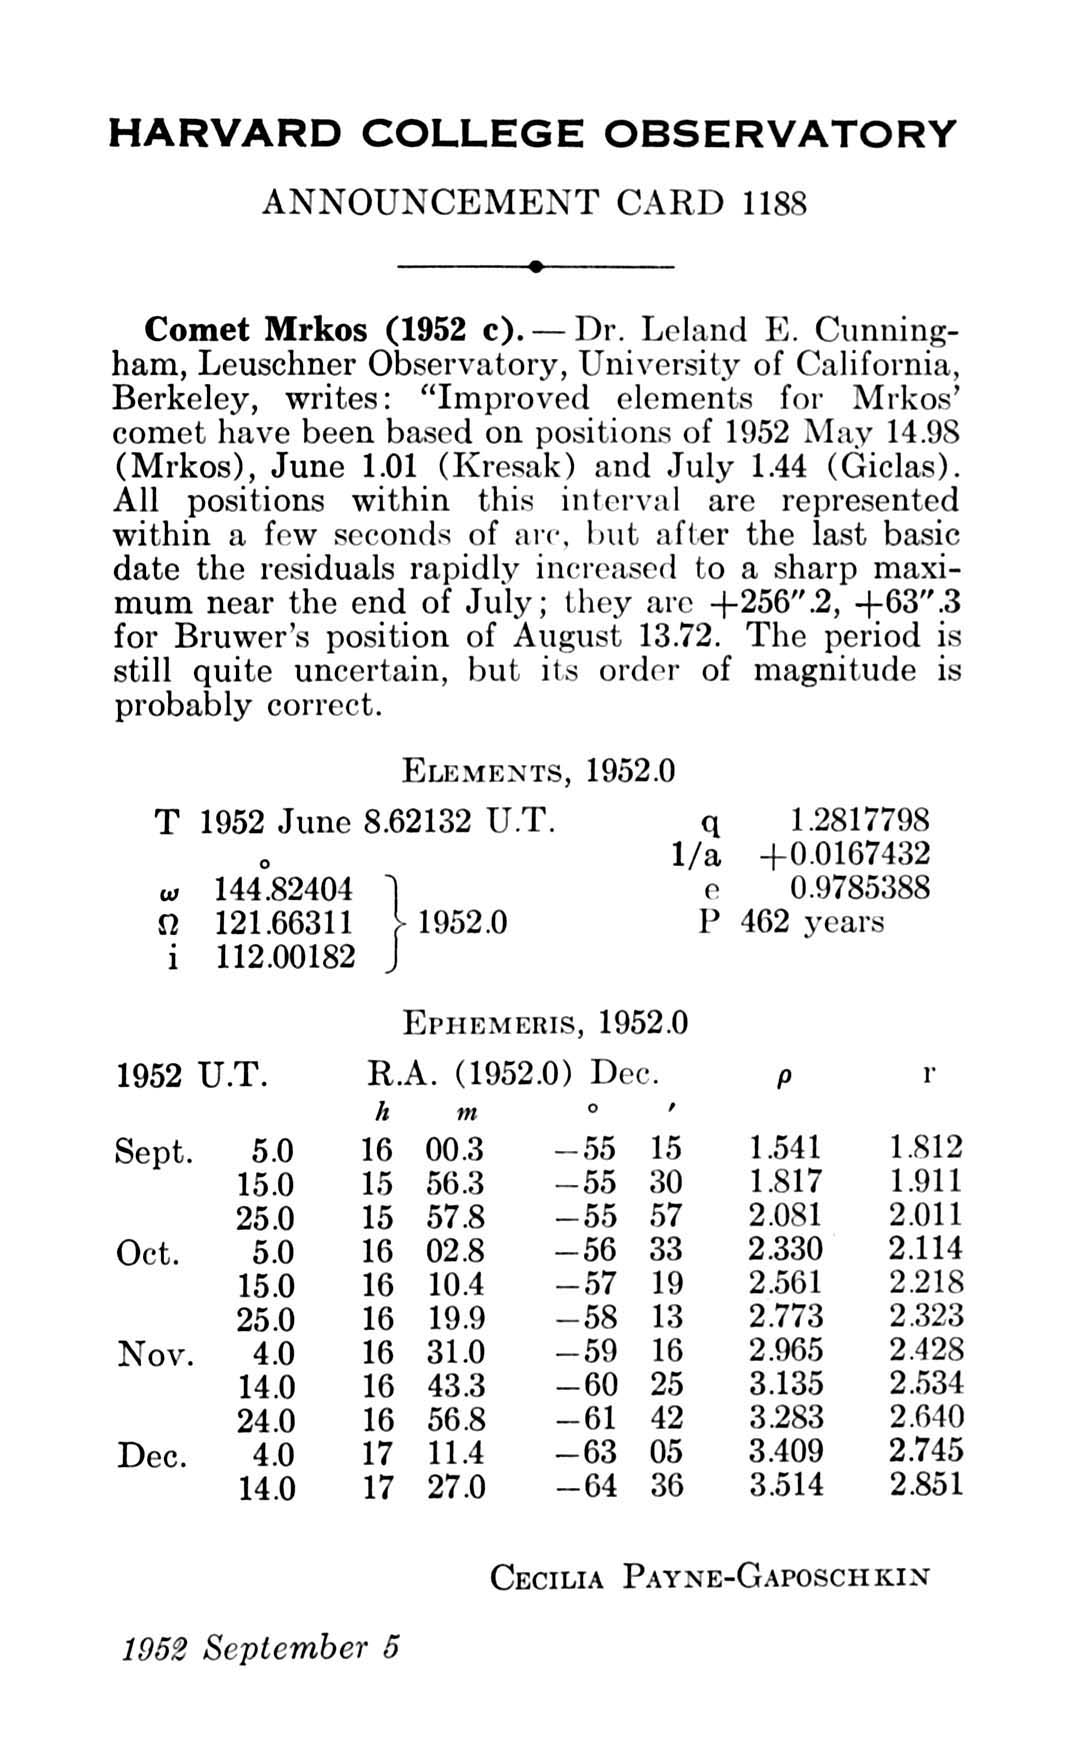 HARVARD COLLEGE OBSERVATORY
ANNOUNCEMENT CARD 1188
Comet Mrkos (1952 c).— Dr. Leland E. Cunning-
ham, Leuschner Observatory, University of California,
Berkeley, writes: “Improved elements for Mrkos’
comet have been based on positions of 1952 May 14.98
(Mrkos), June 1.01 (Kresak) and July 1.44 (Giclas).
All positions within this interval are represented
within a few seconds of arc, but after the last basic
date the residuals rapidly increased to a sharp maxi-
mum near the end of July; they are +256″.2, +63″.3
for Bruwer’s position of August 13.72. The period is
still quite uncertain, but its order of magnitude is
probably correct.
ELEMENTS, 1952.0
T 1952 June 8.62132 U.T. q 1.2817798
° 1/a +0.0167432
ω 144.82404 e 0.9785388
Ω 121.66311 } 1952.0 P 462 years
i 112.00182
EPHEMERIS, 1952.0
1952 U.T. R.A. (1952.0) Dec. ρ r
h m ° ′
Sept. 5.0 16 00.3 —55 15 1.541 1.812
15.0 15 56.3 —55 30 1.817 1.911
25.0 15 57.8 —55 57 2.081 2.011
Oct. 5.0 16 02.8 —56 33 2.330 2.114
15.0 16 10.4 —57 19 2.561 2.218
25.0 16 19.9 —58 13 2.773 2.323
Nov. 4.0 16 31.0 —59 16 2.965 2.428
14.0 16 43.3 —60 25 3.135 2.534
24.0 16 56.8 —61 42 3.283 2.640
Dec. 4.0 17 11.4 —63 05 3.409 2.745
14.0 17 27.0 —64 36 3.514 2.851
CECILIA PAYNE-GAPOSCHKIN
1952 September 5